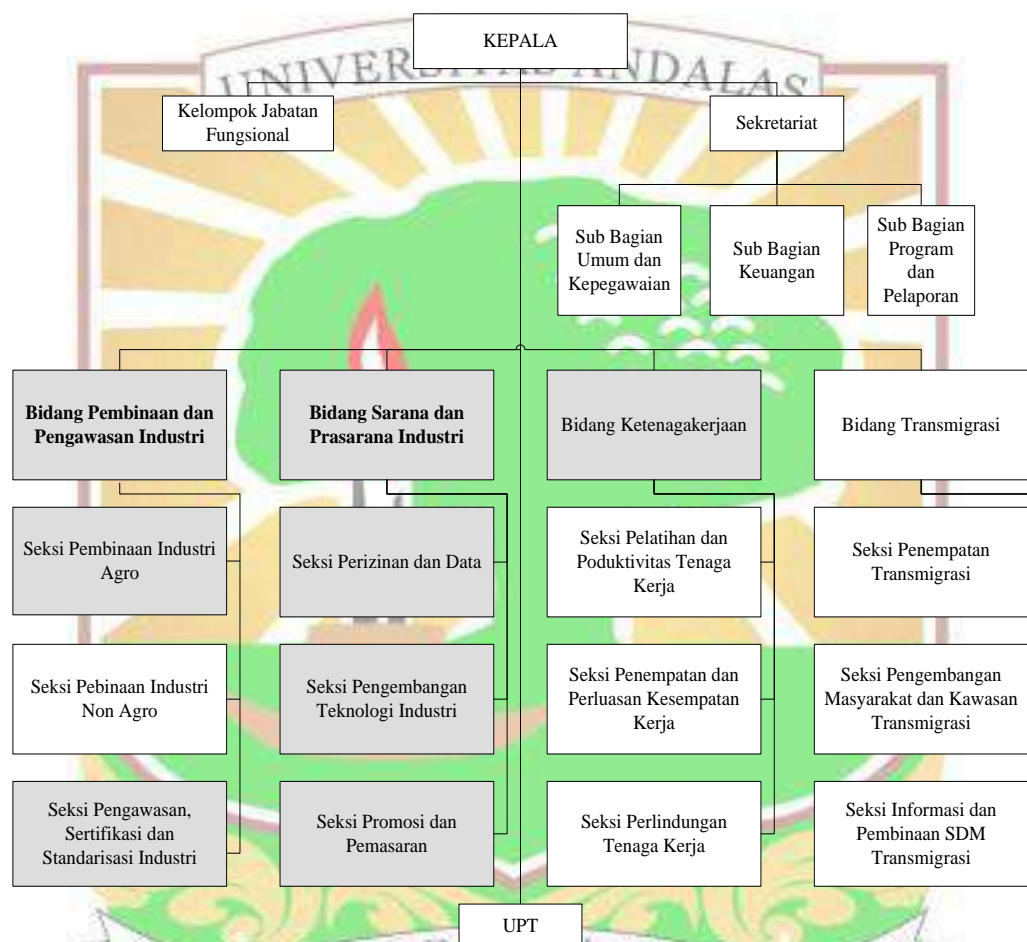 KEPALA
UNIVERSITAS ANDALAS
Kelompok Jabatan
Fungsional
Sekretariat
Sub Bagian
Umum dan
Kepegawaian
Sub Bagian
Keuangan
Sub Bagian
Program
dan
Pelaporan
Bidang Pembinaan dan
Pengawasan Industri
Bidang Sarana dan
Prasarana Industri
Bidang Ketenagakerjaan
Bidang Transmigrasi
Seksi Pembinaan Industri
Agro
Seksi Perizinan dan Data
Seksi Pelatihan dan
Poduktivitas Tenaga
Kerja
Seksi Penempatan
Transmigrasi
Seksi Pebinaan Industri
Non Agro
Seksi Pengembangan
Teknologi Industri
Seksi Penempatan dan
Perluasan Kesempatan
Kerja
Seksi Pengembangan
Masyarakat dan Kawasan
Transmigrasi
Seksi Pengawasan,
Sertifikasi dan
Standarisasi Industri
Seksi Promosi dan
Pemasaran
Seksi Perlindungan
Tenaga Kerja
Seksi Informasi dan
Pembinaan SDM
Transmigrasi
UPT